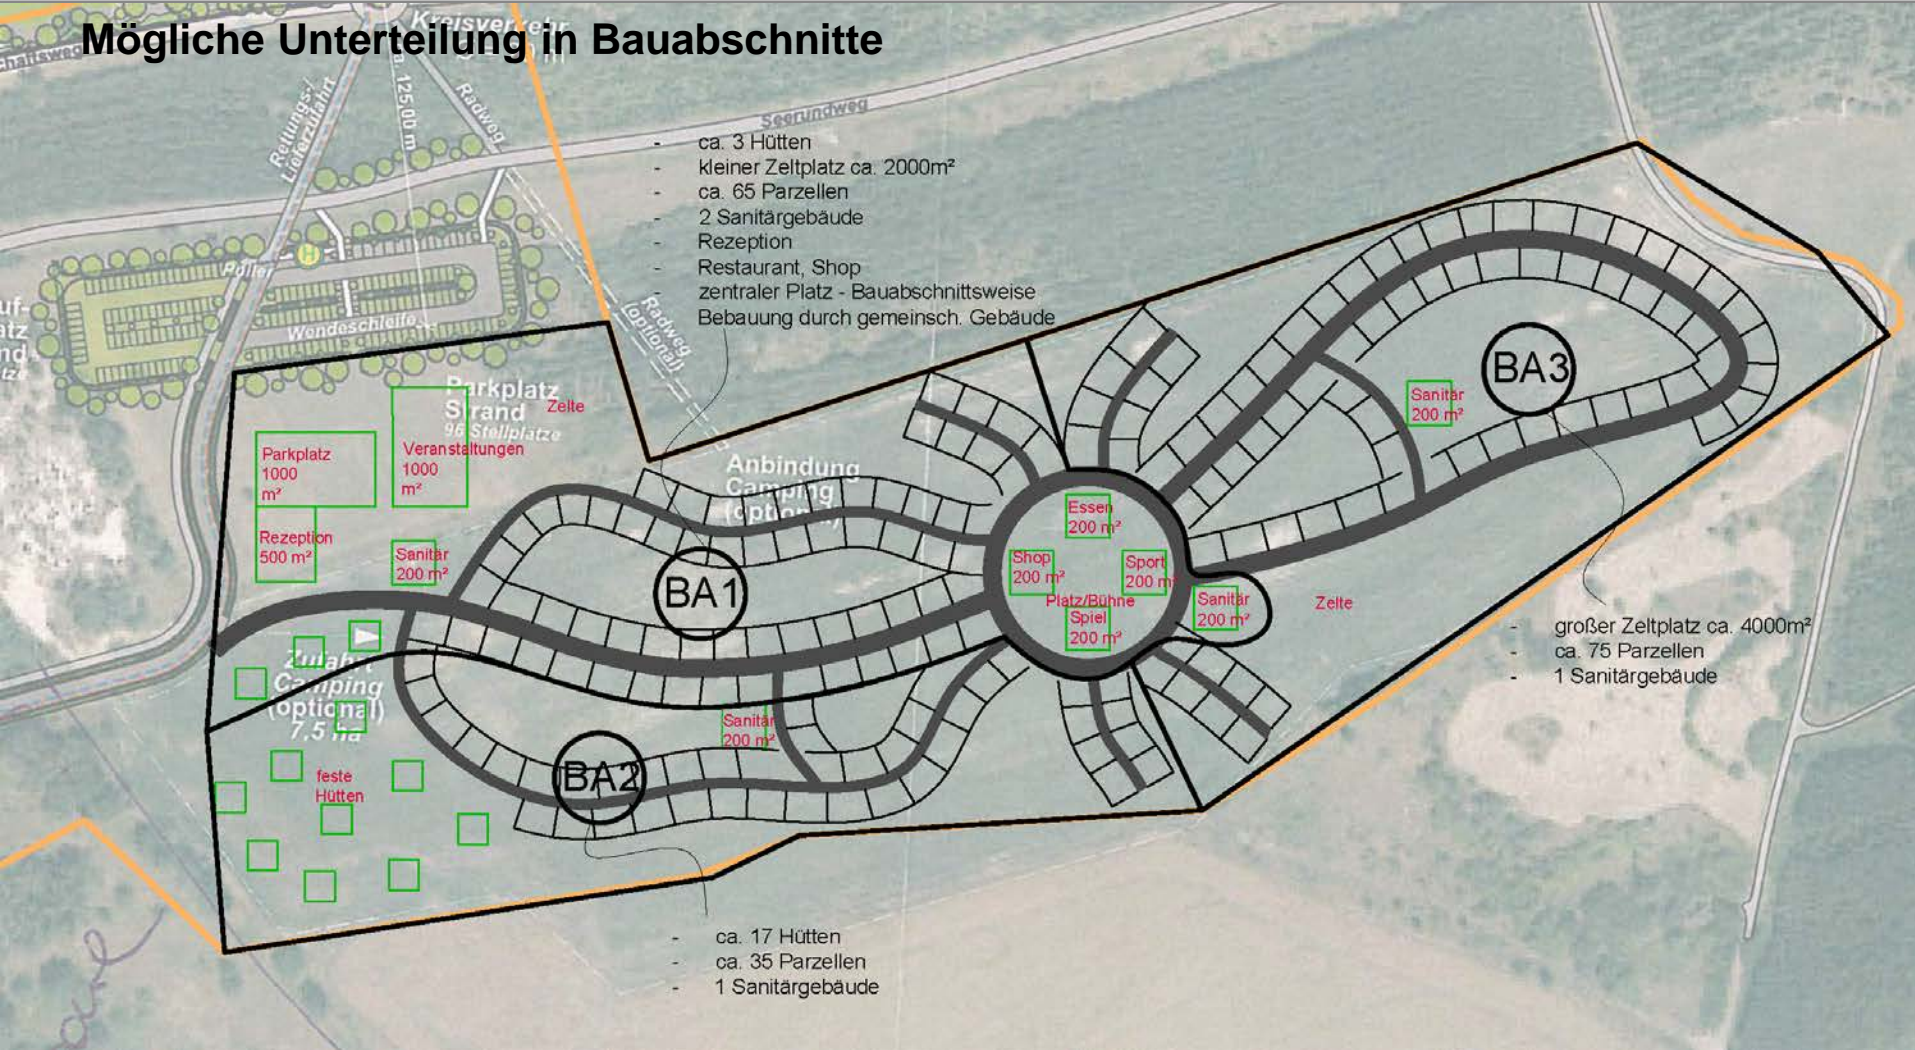 Mögliche Unterteilung in Bauabschnitte
Kreisverkehr
Rettungs-/
Lieferzufahrt
Radweg
Seerundweg
- ca. 3 Hütten
- kleiner Zeltplatz ca. 2000m²
- ca. 65 Parzellen
- 2 Sanitärgebäude
- Rezeption
- Restaurant, Shop
- zentraler Platz - Bauabschnittsweise
Bebauung durch gemeinsch. Gebäude
H
Poller
Wendeschleife
Radweg
(optional)
Parkplatz
Strand
96 Stellplätze
Zelte
Parkplatz
1000
m²
Veranstaltungen
1000
m²
Rezeption
500 m²
Sanitär
200 m²
Anbindung
Camping
(optional)
BA1
Essen
200 m²
Shop
200 m²
Sport
200 m²
Platz/Bühne
Spiel
200 m²
Sanitär
200 m²
Zelte
Sanitär
200 m²
BA3
- großer Zeltplatz ca. 4000m²
- ca. 75 Parzellen
- 1 Sanitärgebäude
Zufahrt
Camping
(optional)
7,5 ha
feste
Hütten
Sanitär
200 m²
BA2
- ca. 17 Hütten
- ca. 35 Parzellen
- 1 Sanitärgebäude